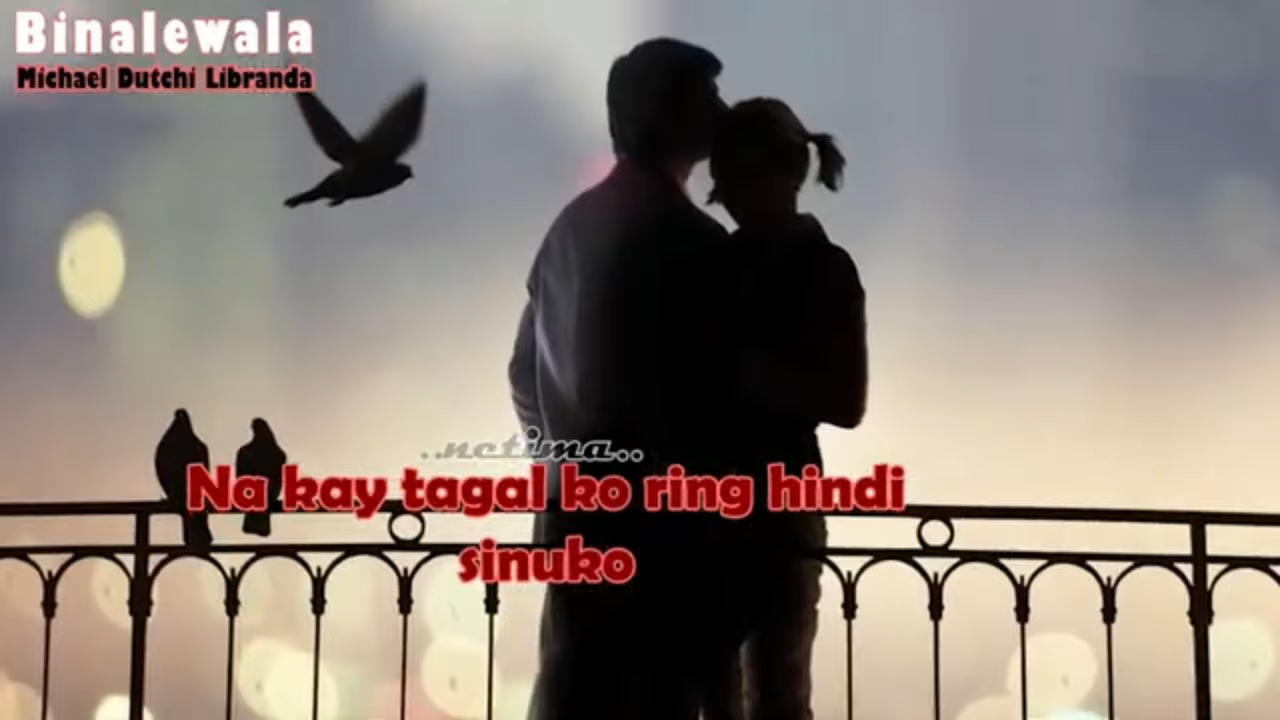 Binalewala
Michael Dutchi Libranda
..netima..
Na kay tagal ko ring hindi
sinuko